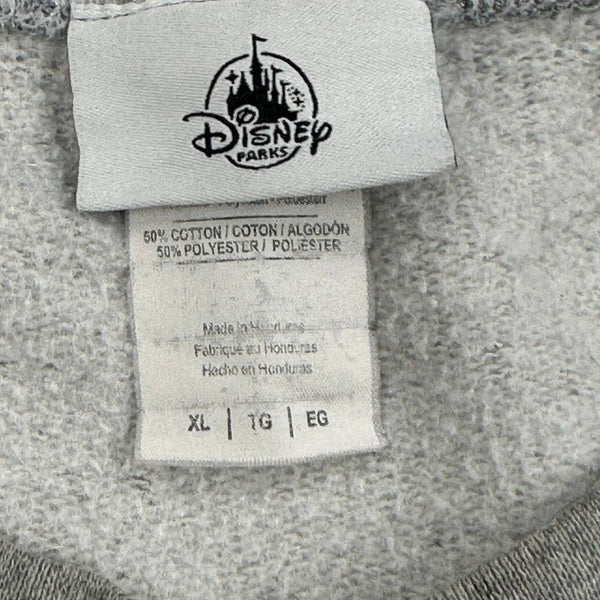 Disney
PARKS
50% COTTON / COTON / ALGODÓN
50% POLYESTER / POLIÉSTER
Made in Honduras
Fabriqué au Honduras
Hecho en Honduras
XL | TG | EG